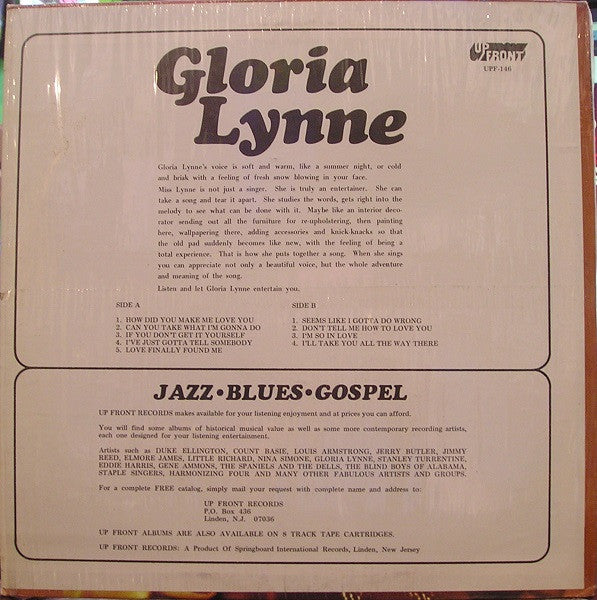 Gloria
Lynne
UP
FRONT
UPF-146
Gloria Lynne's voice is soft and warm, like a summer night, or cold
and briak with a feeling of fresh snow blowing in your face.
Miss Lynne is not just a singer. She is truly an entertainer. She can
take a song and tear it apart. She studies the words, gets right into the
melody to see what can be done with it. Maybe like an interior deco-
rator sending out all the furniture for re-upholstering, then painting
here, wallpapering there, adding accessories and knick-knacks so that
the old pad suddenly becomes like new, with the feeling of being a
total experience. That is how she puts together a song. When she sings
you can appreciate not only a beautiful voice, but the whole adventure
and meaning of the song.
Listen and let Gloria Lynne entertain you.
SIDE A
1. HOW DID YOU MAKE ME LOVE YOU
2. CAN YOU TAKE WHAT I'M GONNA DO
3. IF YOU DON'T GET IT YOURSELF
4. I'VE JUST GOTTA TELL SOMEBODY
5. LOVE FINALLY FOUND ME
SIDE B
1. SEEMS LIKE I GOTTA DO WRONG
2. DON'T TELL ME HOW TO LOVE YOU
3. I'M SO IN LOVE
4. I'LL TAKE YOU ALL THE WAY THERE
JAZZ•BLUES•GOSPEL
UP FRONT RECORDS makes available for your listening enjoyment and at prices you can afford.
You will find some albums of historical musical value as well as some more contemporary recording artists,
each one designed for your listening entertainment.
Artists such as DUKE ELLINGTON, COUNT BASIE, LOUIS ARMSTRONG, JERRY BUTLER, JIMMY
REED, ELMORE JAMES, LITTLE RICHARD, NINA SIMONE, GLORIA LYNNE, STANLEY TURRENTINE,
EDDIE HARRIS, GENE AMMONS, THE SPANIELS AND THE DELLS, THE BLIND BOYS OF ALABAMA,
STAPLE SINGERS, HARMONIZING FOUR AND MANY OTHER FABULOUS ARTISTS AND GROUPS.
For a complete FREE catalog, simply mail your request with complete name and address to:
UP FRONT RECORDS
P.O. Box 436
Linden, N.J. 07036
UP FRONT ALBUMS ARE ALSO AVAILABLE ON 8 TRACK TAPE CARTRIDGES.
UP FRONT RECORDS: A Product Of Springboard International Records, Linden, New Jersey